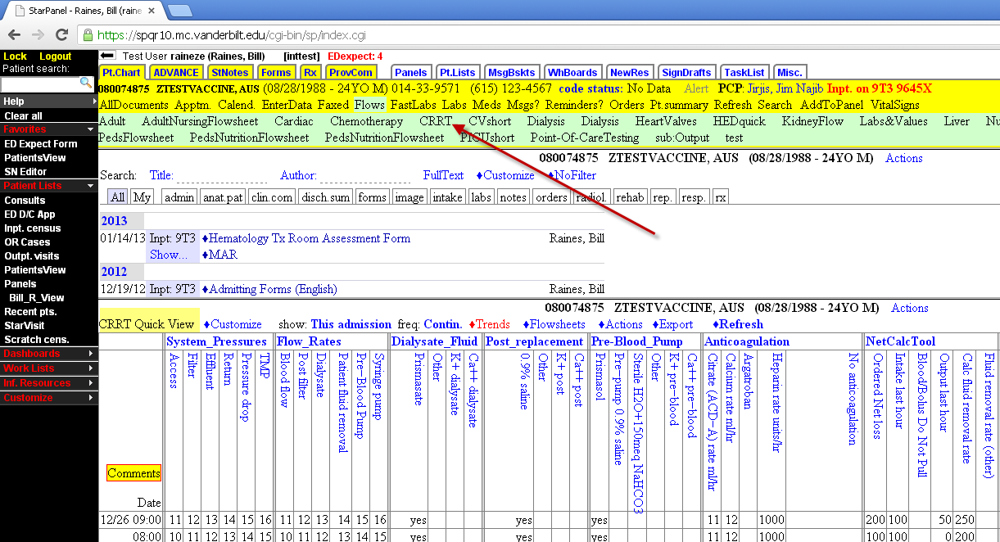 StarPanel - Raines, Bill (raine ×
https://spqr10.mc.vanderbilt.edu/cgi-bin/sp/index.cgi
Lock Logout
Patient search:
Help
Clear all
Favorites
ED Expect Form
PatientsView
SN Editor
Patient Lists
Consults
ED D/C App
Inpt. census
OR Cases
Outpt. visits
PatientsView
Panels
Bill_R_View
Recent pts.
StarVisit
Scratch cens.
Dashboards
Work Lists
Inf. Resources
Customize
Test User raineze (Raines, Bill) [inttest] EDexpect: 4
Pt.Chart ADVANCE StNotes Forms Rx ProvCom Panels Pt.Lists MsgBskts WhBoards NewRes SignDrafts TaskList Misc.
080074875 ZTESTVACCINE, AUS (08/28/1988 - 24YO M) 014-33-9571 (615) 123-4567 code status: No Data Alert PCP: Jirjis, Jim Najib Inpt. on 9T3 9645X
AllDocuments Apptm. Calend. EnterData Faxed Flows FastLabs Labs Meds Msgs? Reminders? Orders Pt.summary Refresh Search AddToPanel VitalSigns
Adult AdultNursingFlowsheet Cardiac Chemotherapy CRRT CVshort Dialysis Dialysis HeartValves HEDquick KidneyFlow Labs&Values Liver Nu
PedsFlowsheet PedsNutritionFlowsheet PedsNutritionFlowsheet PICUshort Point-Of-CareTesting sub:Output test
080074875 ZTESTVACCINE, AUS (08/28/1988 - 24YO M) Actions
Search: Title: Author: FullText ♦Customize ♦NoFilter
All My admin anat.pat clin.com disch.sum forms image intake labs notes orders radiol. rehab rep. resp. rx
2013
01/14/13 Inpt: 9T3 ♦Hematology Tx Room Assessment Form Raines, Bill
Show... ♦MAR
2012
12/19/12 Inpt: 9T3 ♦Admitting Forms (English) Raines, Bill
080074875 ZTESTVACCINE, AUS (08/28/1988 - 24YO M) Actions
CRRT Quick View ♦Customize show: This admission freq: Contin. ♦Trends ♦Flowsheets ♦Actions ♦Export ♦Refresh
System_Pressures Flow_Rates Dialysate_Fluid Post_replacement Pre-Blood_Pump Anticoagulation NetCalcTool
Access
Filter
Effluent
Return
Pressure drop
TMP
Blood flow
Post filter
Dialysate
Patient fluid removal
Pre-Blood Pump
Syringe pump
Prismasate
Other
K+ dialysate
Ca++ dialysate
0.9% saline
Other
K+ post
Ca++ post
Prismasol
Pre-pump 0.9% saline
Sterile H2O+150meq NaHCO3
Other
K+ pre-blood
Ca++ pre-blood
Citrate (ACD-A) rate ml/hr
Calcium rate ml/hr
Argatroban
Heparin rate units/hr
No anticoagulation
Ordered Net loss
Intake last hour
Blood/Bolus Do Not Pull
Output last hour
Calc fluid removal rate
Fluid removal rate (other)
Comments
Date
12/26 09:00 11 12 13 14 15 16 11 12 13 14 15 16 yes yes yes 11 12 1000 200 100 50 250
08:00 10 11 12 13 14 15 10 11 12 13 14 15 yes yes yes 11 12 1000 100 100 0 200